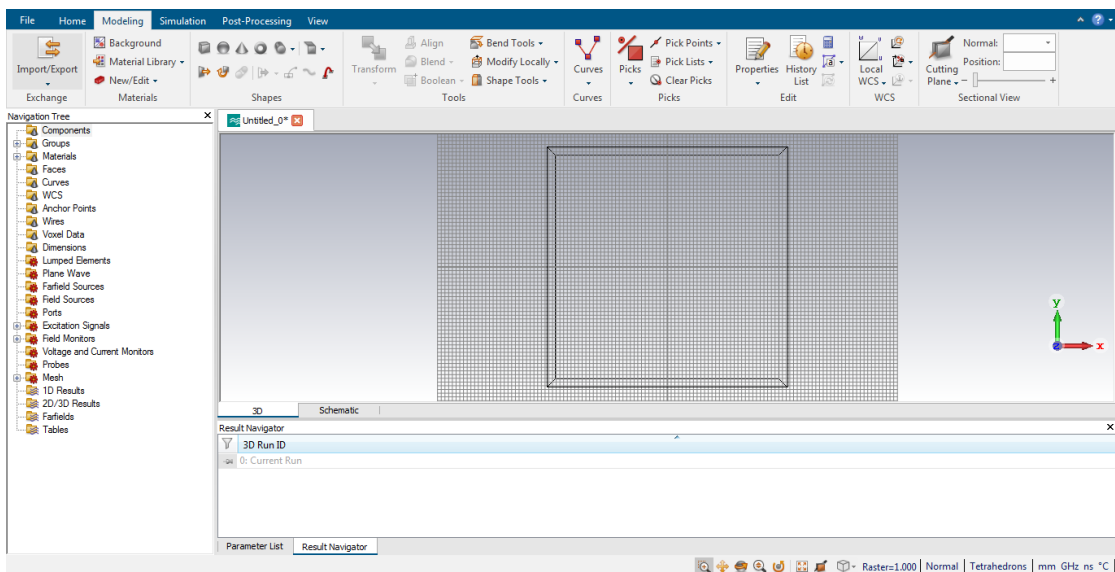 File Home Modeling Simulation Post-Processing View
Import/Export
Exchange
Background
Material Library
New/Edit
Materials
Shapes
Transform
Align
Blend
Boolean
Bend Tools
Modify Locally
Shape Tools
Tools
Curves
Curves
Picks
Pick Points
Pick Lists
Clear Picks
Picks
Properties
History List
Edit
Local WCS
WCS
Cutting Plane
Normal:
Position:
Sectional View
Navigation Tree
Components
Groups
Materials
Faces
Curves
WCS
Anchor Points
Wires
Voxel Data
Dimensions
Lumped Elements
Plane Wave
Farfield Sources
Field Sources
Ports
Excitation Signals
Field Monitors
Voltage and Current Monitors
Probes
Mesh
1D Results
2D/3D Results
Farfields
Tables
Untitled_0*
y
z
x
3D Schematic
Result Navigator
3D Run ID
0: Current Run
Parameter List Result Navigator
Raster=1.000 Normal Tetrahedrons mm GHz ns °C